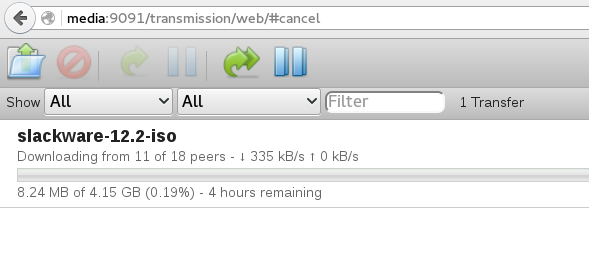 media:9091/transmission/web/#cancel
Show All All Filter 1 Transfer
slackware-12.2-iso
Downloading from 11 of 18 peers - ↓ 335 kB/s ↑ 0 kB/s
8.24 MB of 4.15 GB (0.19%) - 4 hours remaining